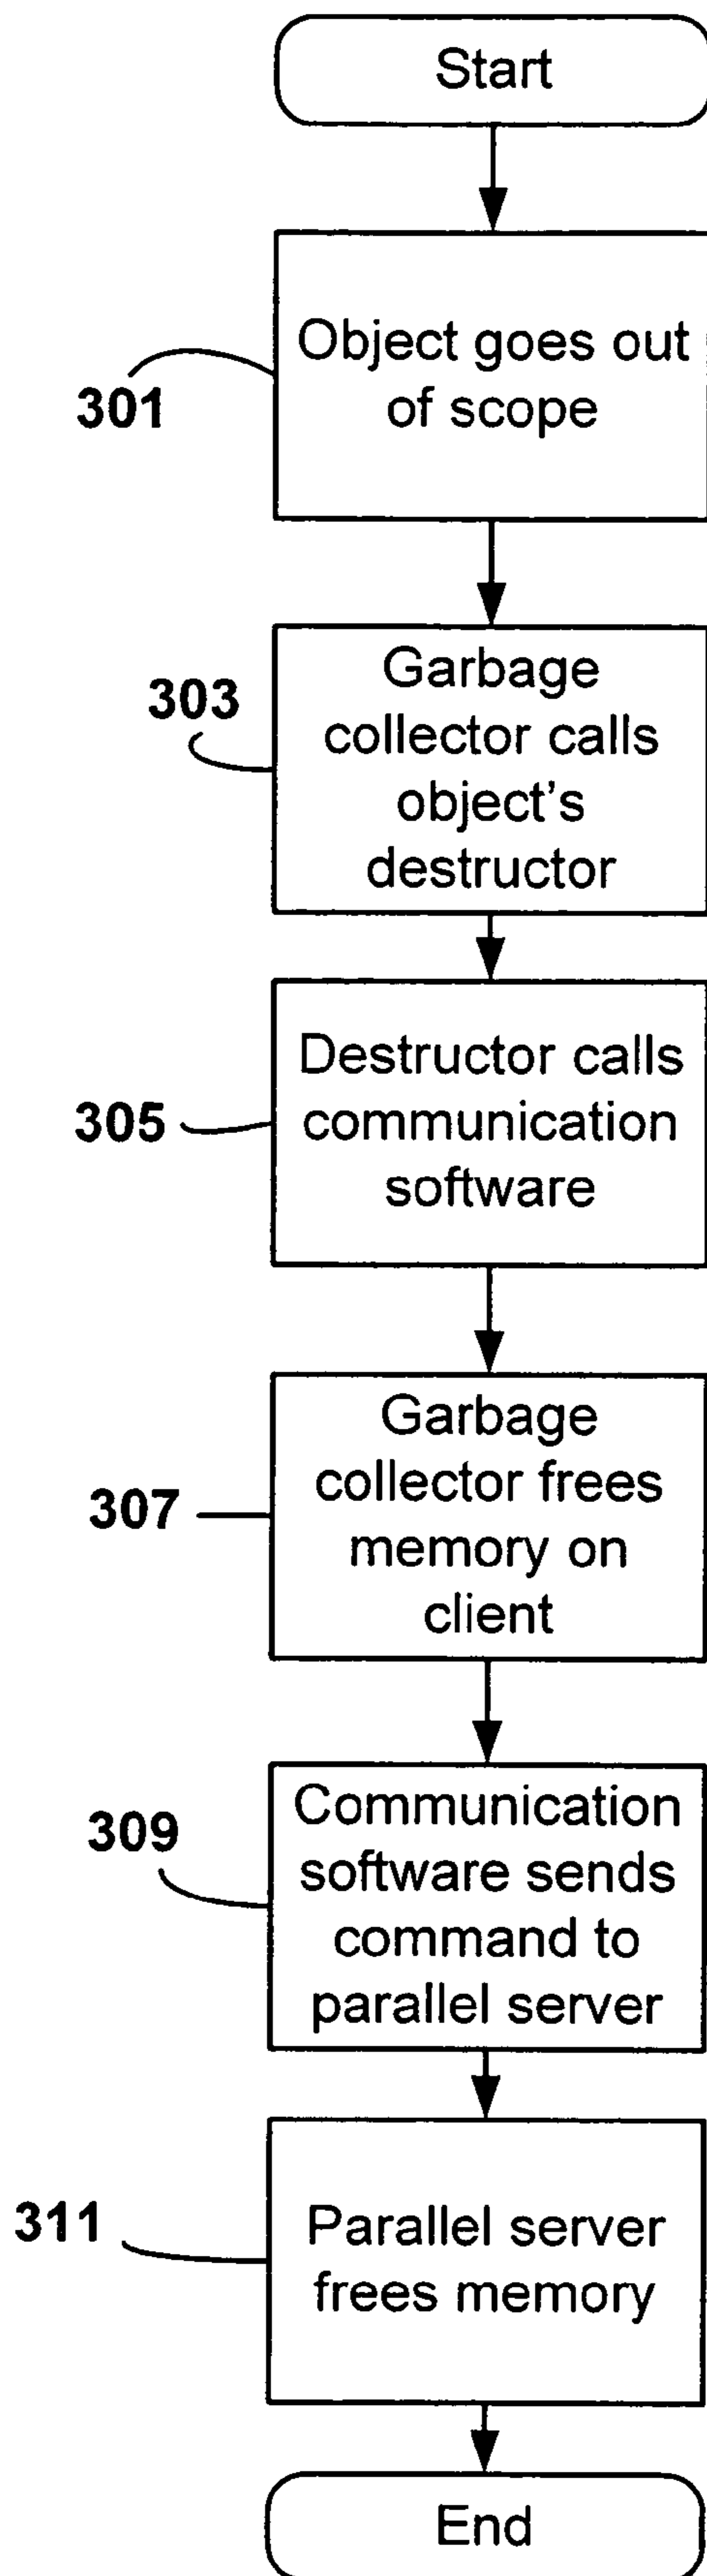 Start
Object goes out
of scope
301
Garbage
collector calls
object's
destructor
303
Destructor calls
communication
software
305
Garbage
collector frees
memory on
client
307
Communication
software sends
command to
parallel server
309
Parallel server
frees memory
311
End